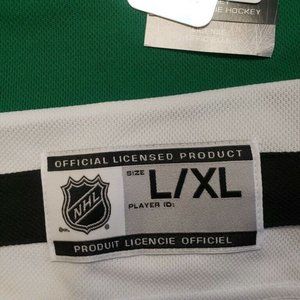 HOCKEY
OFFICIAL LICENSED PRODUCT
NHL
SIZE L/XL
PLAYER ID:
PRODUIT LICENCIE OFFICIEL